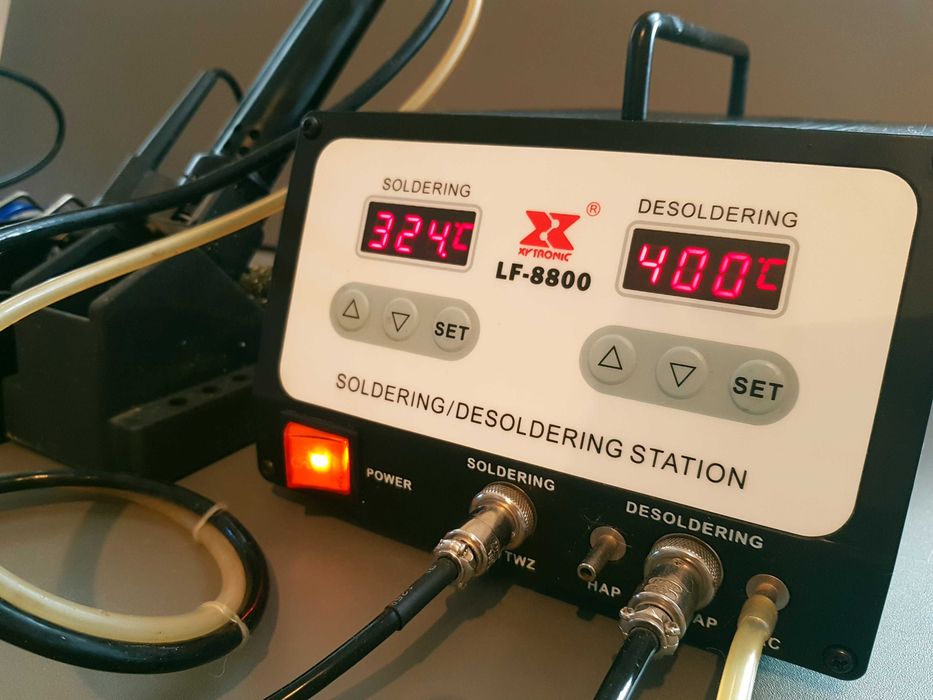 SOLDERING
324°C
®
XYTRONIC
LF-8800
DESOLDERING
400°C
SET
SET
SOLDERING/DESOLDERING STATION
POWER
SOLDERING
TWZ
DESOLDERING
HAP